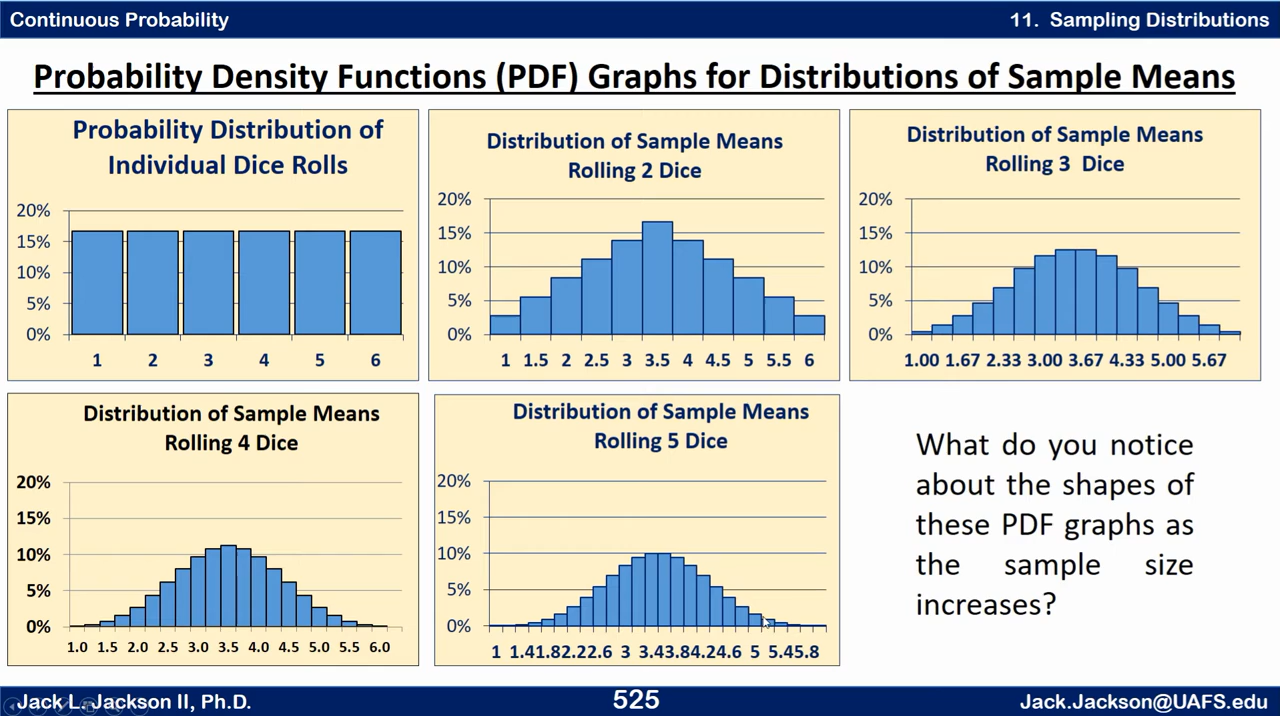 Continuous Probability
11. Sampling Distributions
Probability Density Functions (PDF) Graphs for Distributions of Sample Means
Probability Distribution of
Individual Dice Rolls
20%
15%
10%
5%
0%
1 2 3 4 5 6
Distribution of Sample Means
Rolling 2 Dice
20%
15%
10%
5%
0%
1 1.5 2 2.5 3 3.5 4 4.5 5 5.5 6
Distribution of Sample Means
Rolling 3 Dice
20%
15%
10%
5%
0%
1.00 1.67 2.33 3.00 3.67 4.33 5.00 5.67
Distribution of Sample Means
Rolling 4 Dice
20%
15%
10%
5%
0%
1.0 1.5 2.0 2.5 3.0 3.5 4.0 4.5 5.0 5.5 6.0
Distribution of Sample Means
Rolling 5 Dice
20%
15%
10%
5%
0%
1 1.4 1.8 2.2 2.6 3 3.4 3.8 4.2 4.6 5 5.4 5.8
What do you notice
about the shapes of
these PDF graphs as
the sample size
increases?
Jack L. Jackson II, Ph.D.
525
Jack.Jackson@UAFS.edu